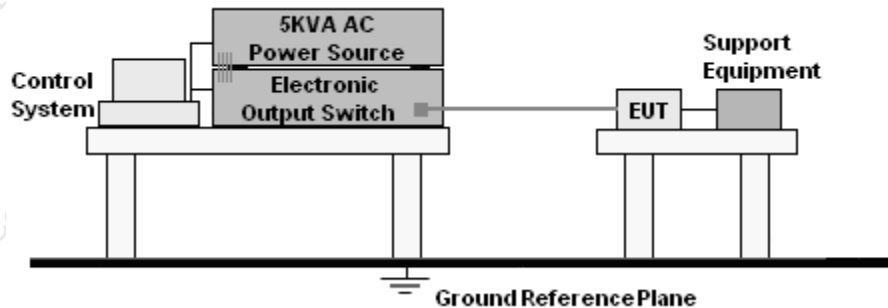 5KVA AC
Power Source
Electronic
Output Switch
Control
System
Support
Equipment
EUT
Ground Reference Plane